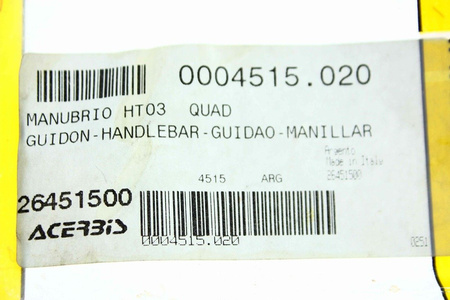 0004515.020
MANUBRIO HT03 QUAD
GUIDON-HANDLEBAR-GUIDAO-MANILLAR
Argento
Made in Italy
26451500
4515 ARG
26451500
ACERBIS
0004515.020
0251